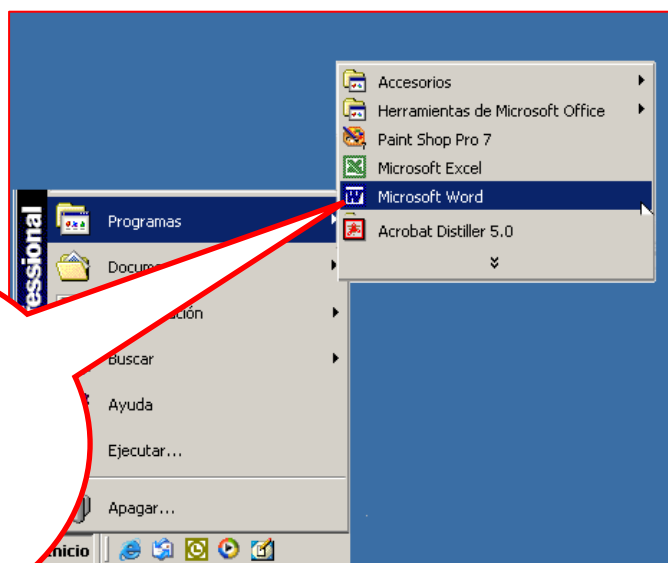 Accesorios
Herramientas de Microsoft Office
Paint Shop Pro 7
Microsoft Excel
Microsoft Word
Acrobat Distiller 5.0
essional
Programas
Docume
ación
Buscar
Ayuda
Ejecutar...
Apagar...
nicio